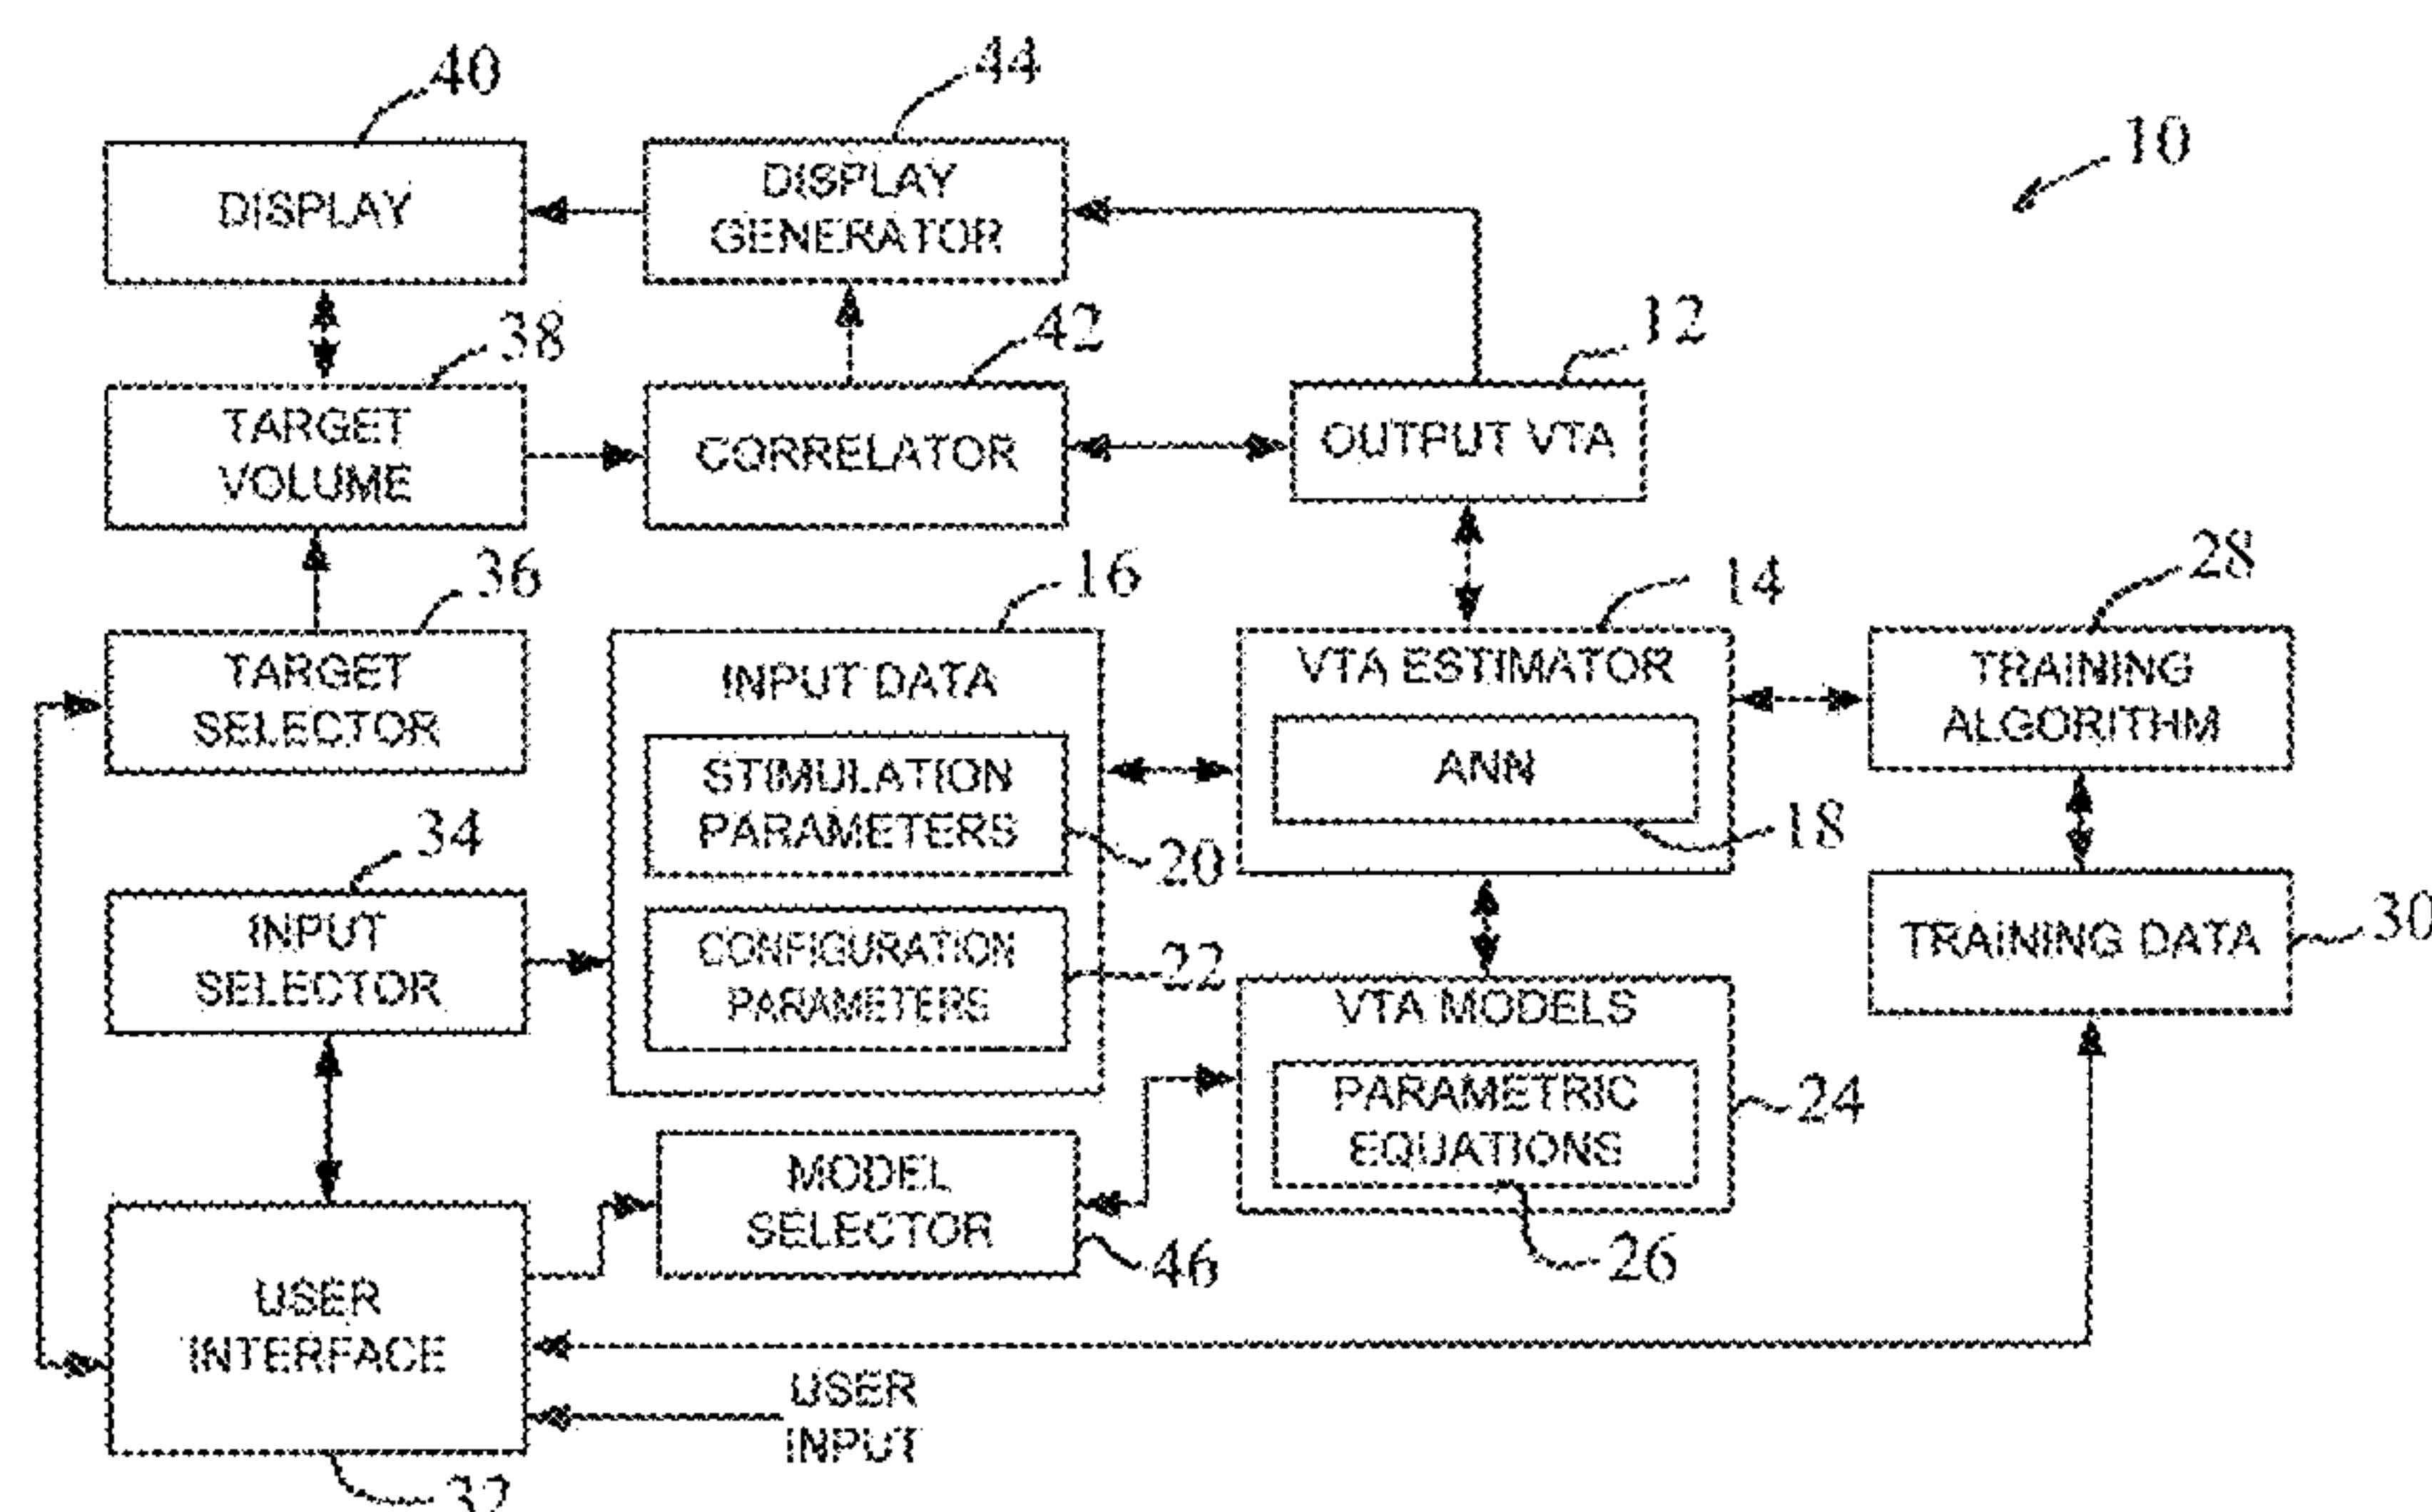 40
44
10
DISPLAY
DISPLAY
GENERATOR
38
42
12
TARGET
VOLUME
CORRELATOR
OUTPUT VTA
36
16
14
28
TARGET
SELECTOR
INPUT DATA
STIMULATION
PARAMETERS
20
VTA ESTIMATOR
ANN
18
TRAINING
ALGORITHM
34
INPUT
SELECTOR
CONFIGURATION
PARAMETERS
22
TRAINING DATA
30
VTA MODELS
PARAMETRIC
EQUATIONS
24
26
MODEL
SELECTOR
46
USER
INTERFACE
USER
INPUT
32